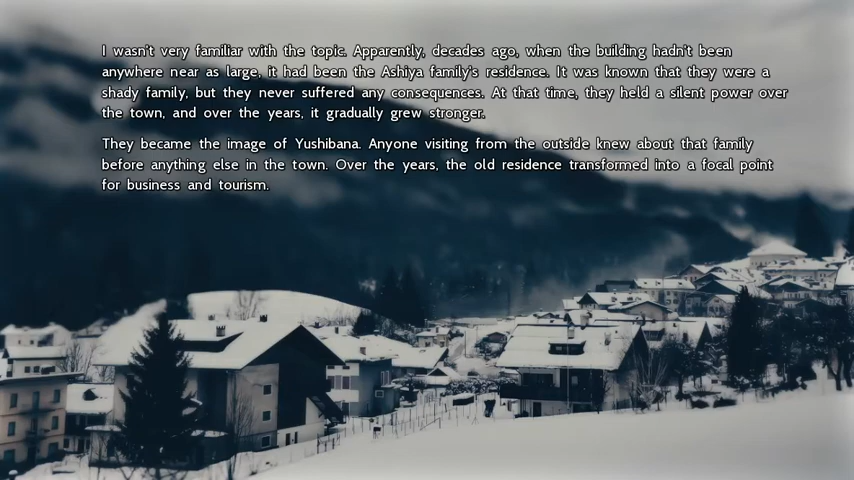 I wasn't very familiar with the topic. Apparently, decades ago, when the building hadn't been
anywhere near as large, it had been the Ashiya family's residence. It was known that they were a
shady family, but they never suffered any consequences. At that time, they held a silent power over
the town, and over the years, it gradually grew stronger.
They became the image of Yushibana. Anyone visiting from the outside knew about that family
before anything else in the town. Over the years, the old residence transformed into a focal point
for business and tourism.